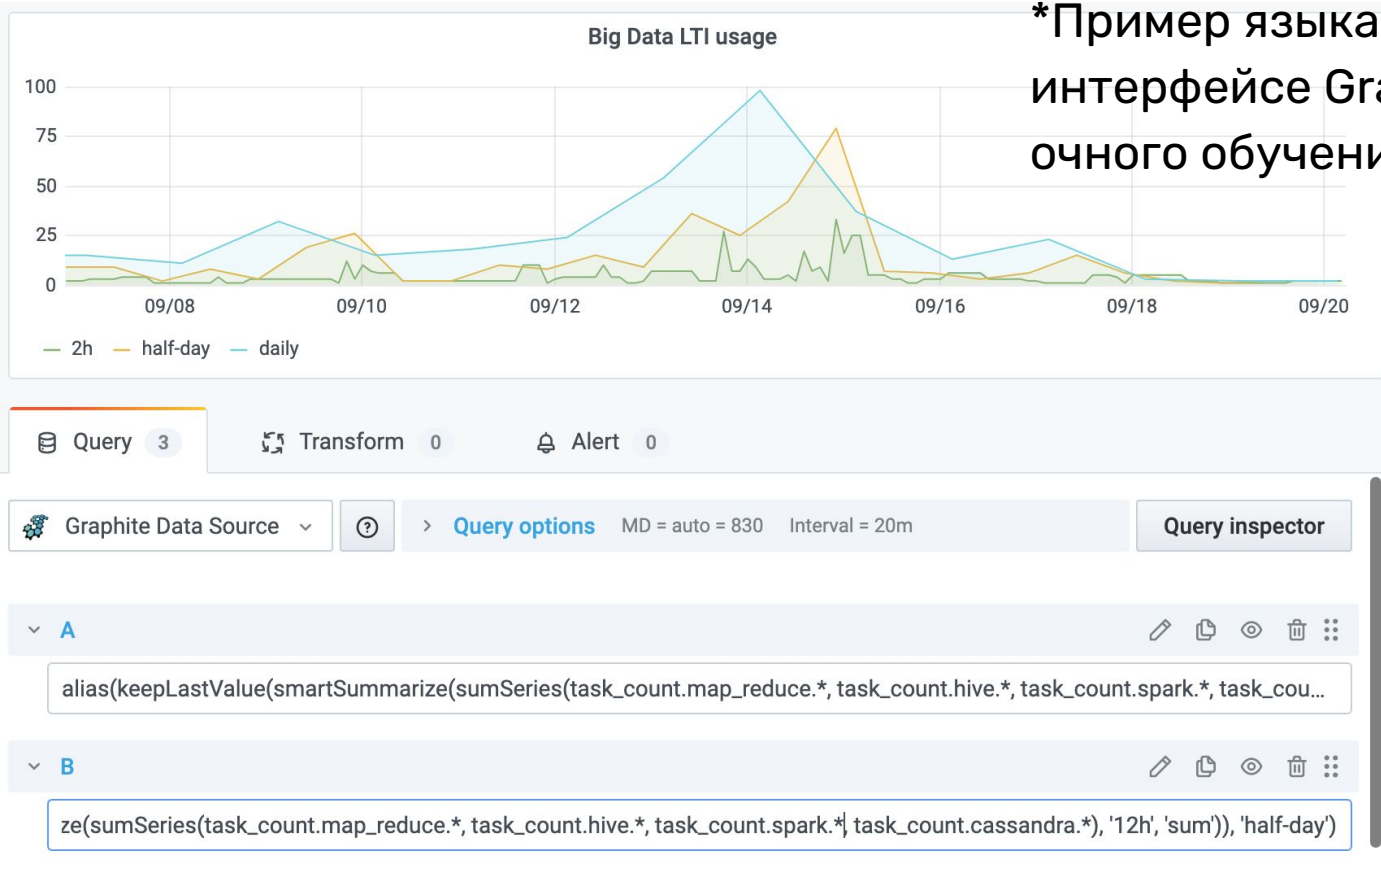 Big Data LTI usage
*Пример языка
интерфейсе
очного
100
75
50
25
0
09/08 09/10 09/12 09/14 09/16 09/18 09/20
2h half-day daily
Query 3 Transform 0 Alert 0
Graphite Data Source Query options MD = auto = 830 Interval = 20m Query inspector
A
alias(keepLastValue(smartSummarize(sumSeries(task_count.map_reduce.*, task_count.hive.*, task_count.spark.*, task_cou...
B
ze(sumSeries(task_count.map_reduce.*, task_count.hive.*, task_count.spark.*, task_count.cassandra.*), '12h', 'sum')), 'half-day')